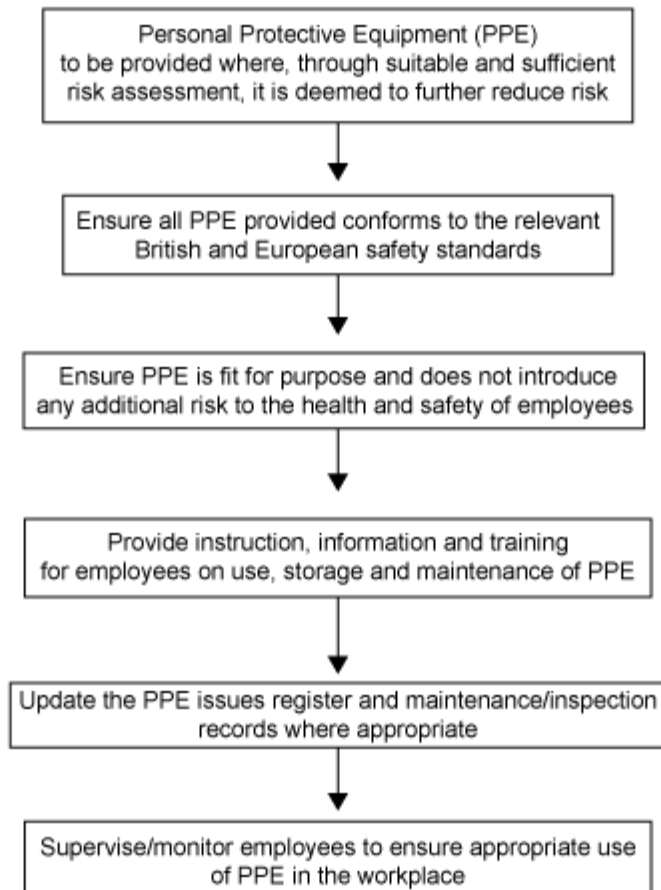 Personal Protective Equipment (PPE)
to be provided where, through suitable and sufficient
risk assessment, it is deemed to further reduce risk
Ensure all PPE provided conforms to the relevant
British and European safety standards
Ensure PPE is fit for purpose and does not introduce
any additional risk to the health and safety of employees
Provide instruction, information and training
for employees on use, storage and maintenance of PPE
Update the PPE issues register and maintenance/inspection
records where appropriate
Supervise/monitor employees to ensure appropriate use
of PPE in the workplace